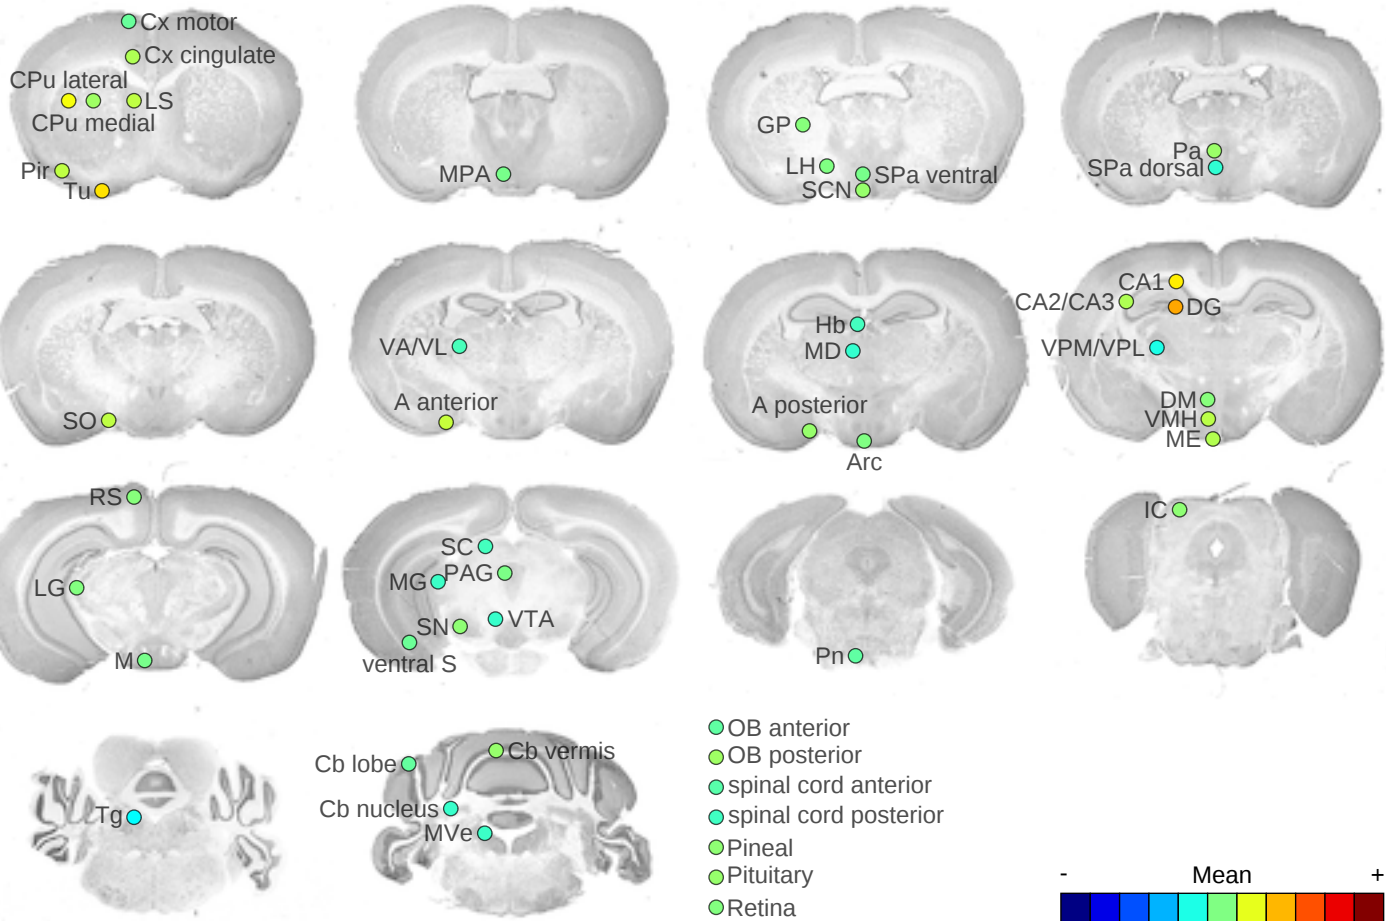 Cx motor
Cx cingulate
CPu lateral
LS
CPu medial
Pir
Tu
MPA
GP
LH
SPa ventral
SCN
Pa
SPa dorsal
SO
VA/VL
A anterior
Hb
MD
A posterior
Arc
CA1
CA2/CA3
DG
VPM/VPL
DM
VMH
ME
RS
LG
M
SC
MG
PAG
SN
VTA
ventral S
Pn
IC
Tg
Cb lobe
Cb vermis
Cb nucleus
MVe
OB anterior
OB posterior
spinal cord anterior
spinal cord posterior
Pineal
Pituitary
Retina
- Mean +